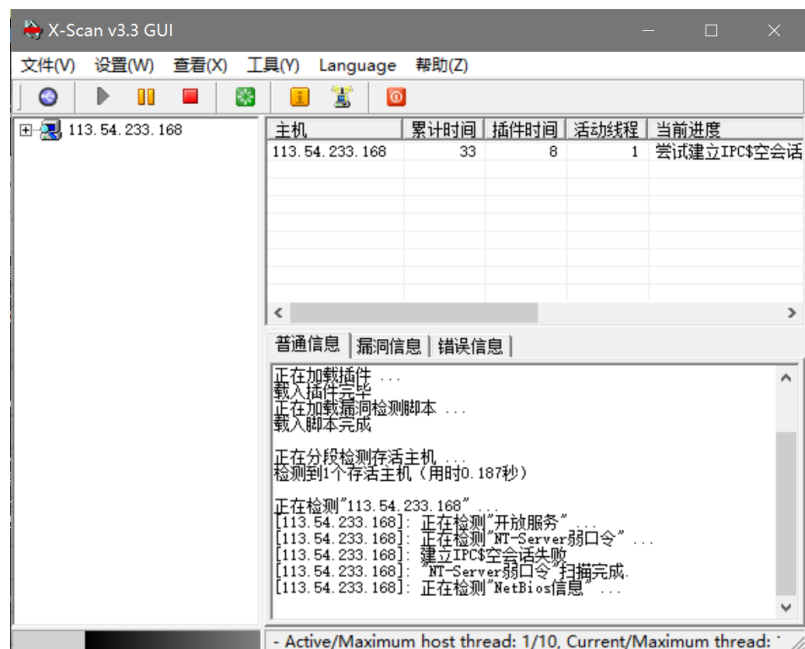 X-Scan v3.3 GUI
文件(V) 设置(W) 查看(X) 工具(Y) Language 帮助(Z)
113.54.233.168
主机 累计时间 插件时间 活动线程 当前进度
113.54.233.168 33 8 1 尝试建立IPC$空会话
普通信息 漏洞信息 错误信息
正在加载插件 ...
载入插件完毕
正在加载漏洞检测脚本 ...
载入脚本完成
正在分段检测存活主机 ...
检测到1个存活主机（用时0.187秒）
正在检测"113.54.233.168" ...
[113.54.233.168]: 正在检测"开放服务" ...
[113.54.233.168]: 正在检测"NT-Server弱口令" ...
[113.54.233.168]: 建立IPC$空会话失败
[113.54.233.168]: "NT-Server弱口令"扫描完成.
[113.54.233.168]: 正在检测"NetBios信息" ...
- Active/Maximum host thread: 1/10, Current/Maximum thread: